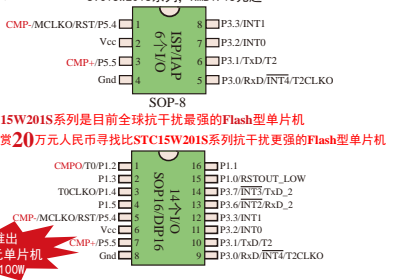 CMP-/MCLKO/RST/P5.4 1 8 P3.3/INT1
Vcc 2 7 P3.2/INT0
CMP+/P5.5 3 6 P3.1/TxD/T2
Gnd 4 5 P3.0/RxD/INT4/T2CLKO
ISP/IAP
6个I/O
SOP-8
15W201S系列是目前全球抗干扰最强的Flash型单片机
赏20万元人民币寻找比STC15W201S系列抗干扰更强的Flash型单片机
CMPO/T0/P1.2 1 16 P1.1
P1.3 2 15 P1.0/RSTOUT_LOW
T0CLKO/P1.4 3 14 P3.7/INT3/TxD_2
P1.5 4 13 P3.6/INT2/RxD_2
CMP-/MCLKO/RST/P5.4 5 12 P3.3/INT1
Vcc 6 11 P3.2/INT0
CMP+/P5.5 7 10 P3.1/TxD/T2
Gnd 8 9 P3.0/RxD/INT4/T2CLKO
14个I/O
SOP16/DIP16
推出
单片机
100W